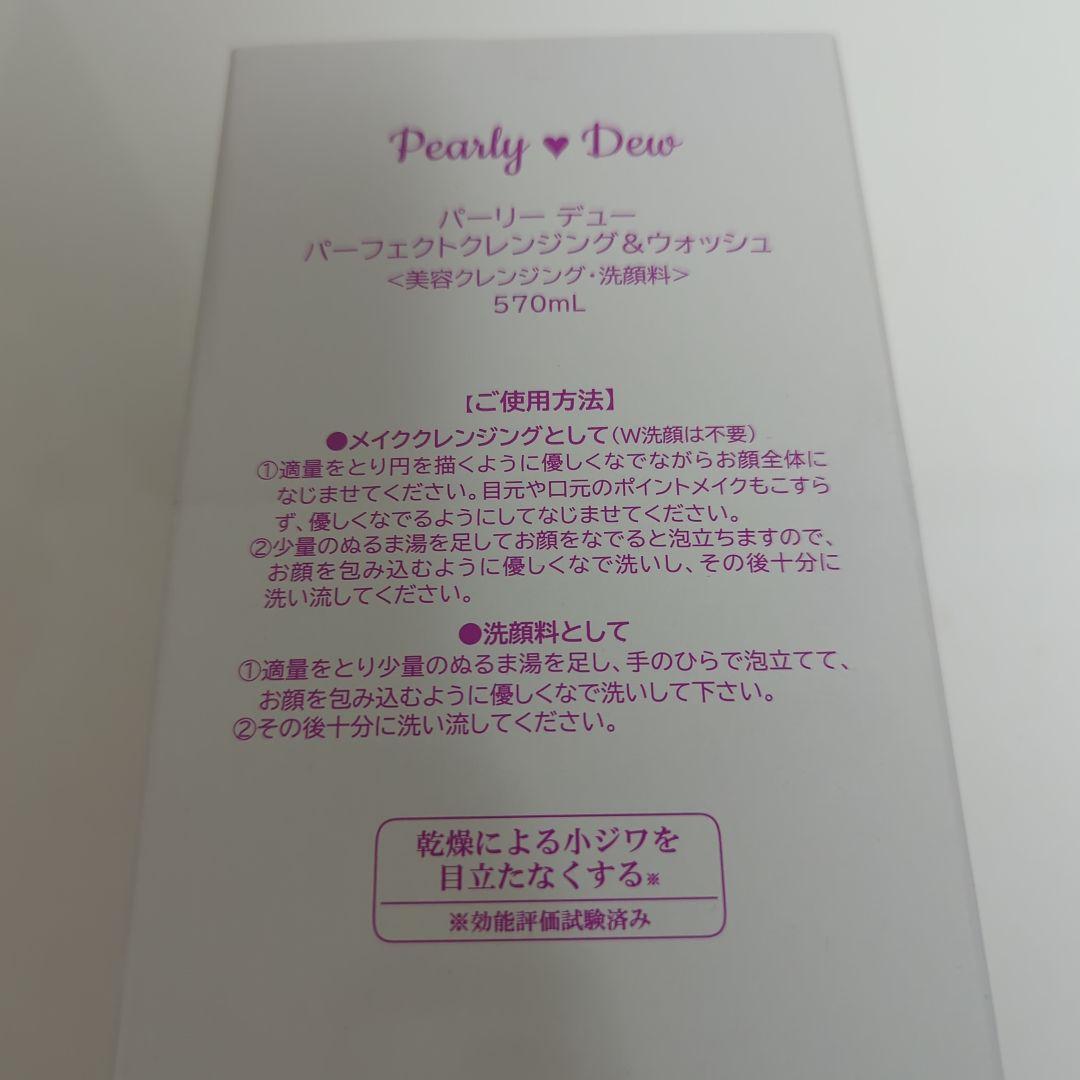 Pearly ♥ Dew
パーリー デュー
パーフェクトクレンジング＆ウォッシュ
＜美容クレンジング・洗顔料＞
570mL
【ご使用方法】
●メイククレンジングとして（W洗顔は不要）
①適量をとり円を描くように優しくなでながらお顔全体に
なじませてください。目元や口元のポイントメイクもこすら
ず、優しくなでるようにしてなじませてください。
②少量のぬるま湯を足してお顔をなでると泡立ちますので、
お顔を包み込むように優しくなで洗いし、その後十分に
洗い流してください。
●洗顔料として
①適量をとり少量のぬるま湯を足し、手のひらで泡立てて、
お顔を包み込むように優しくなで洗いして下さい。
②その後十分に洗い流してください。
乾燥による小ジワを
目立たなくする※
※効能評価試験済み